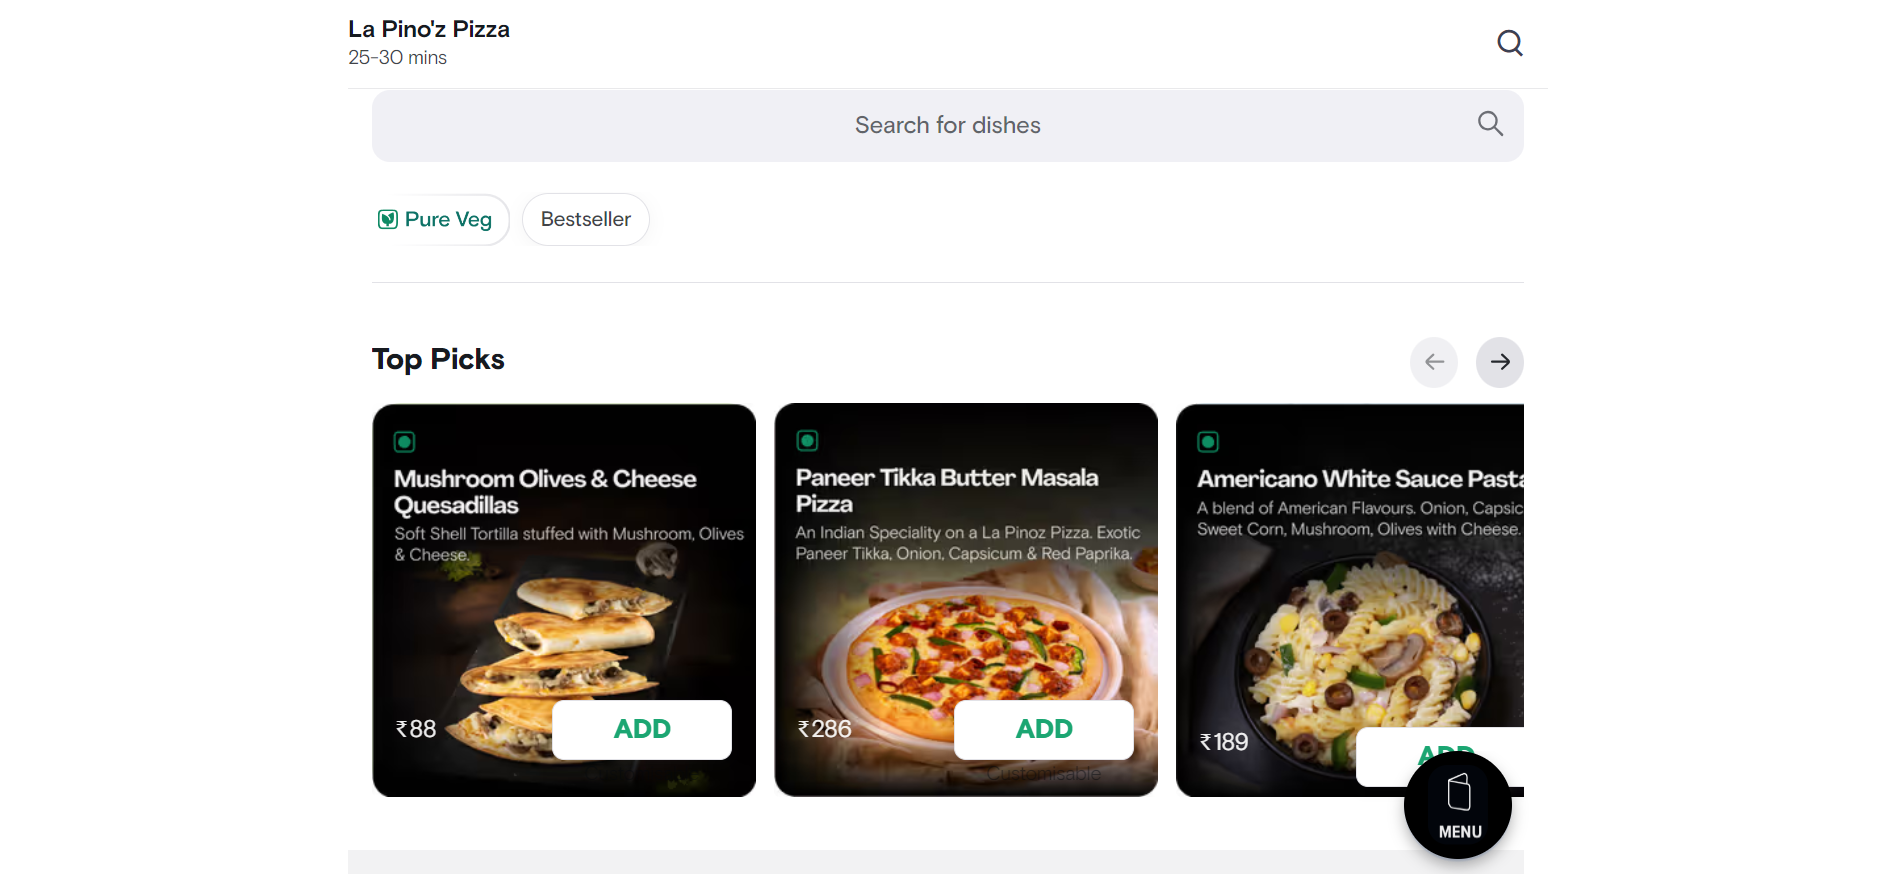 La Pino'z Pizza
25-30 mins
Search for dishes
Pure Veg
Bestseller
Top Picks
Mushroom Olives & Cheese
Quesadillas
Soft Shell Tortilla stuffed with Mushroom, Olives
& Cheese.
₹88
ADD
Paneer Tikka Butter Masala
Pizza
An Indian Speciality on a La Pinoz Pizza. Exotic
Paneer Tikka, Onion, Capsicum & Red Paprika.
₹286
ADD
Customisable
Americano White Sauce Pasta
A blend of American Flavours. Onion, Capsic
Sweet Corn, Mushroom, Olives with Cheese.
₹189
ADD
MENU